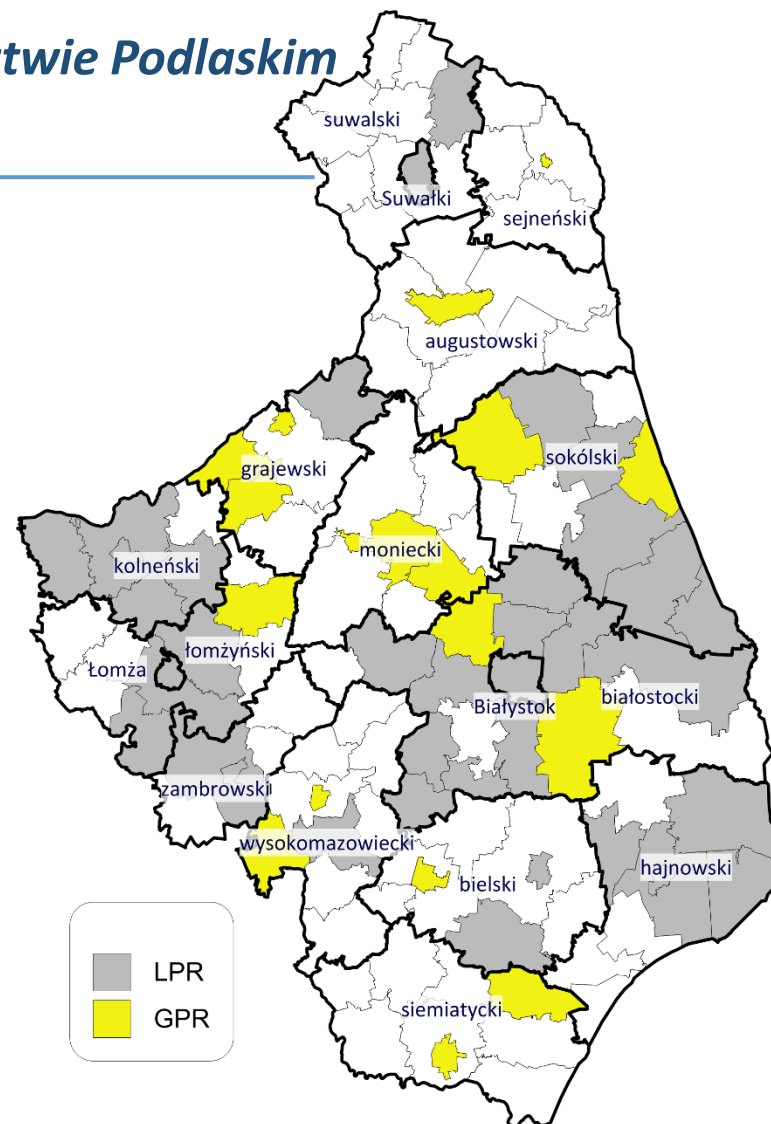 twie Podlaskim
suwalski
Suwałki
sejneński
augustowski
grajewski
sokólski
kolneński
moniecki
łomżyński
Łomża
Białystok
białostocki
zambrowski
wysokomazowiecki
bielski
hajnowski
siemiatycki
LPR
GPR